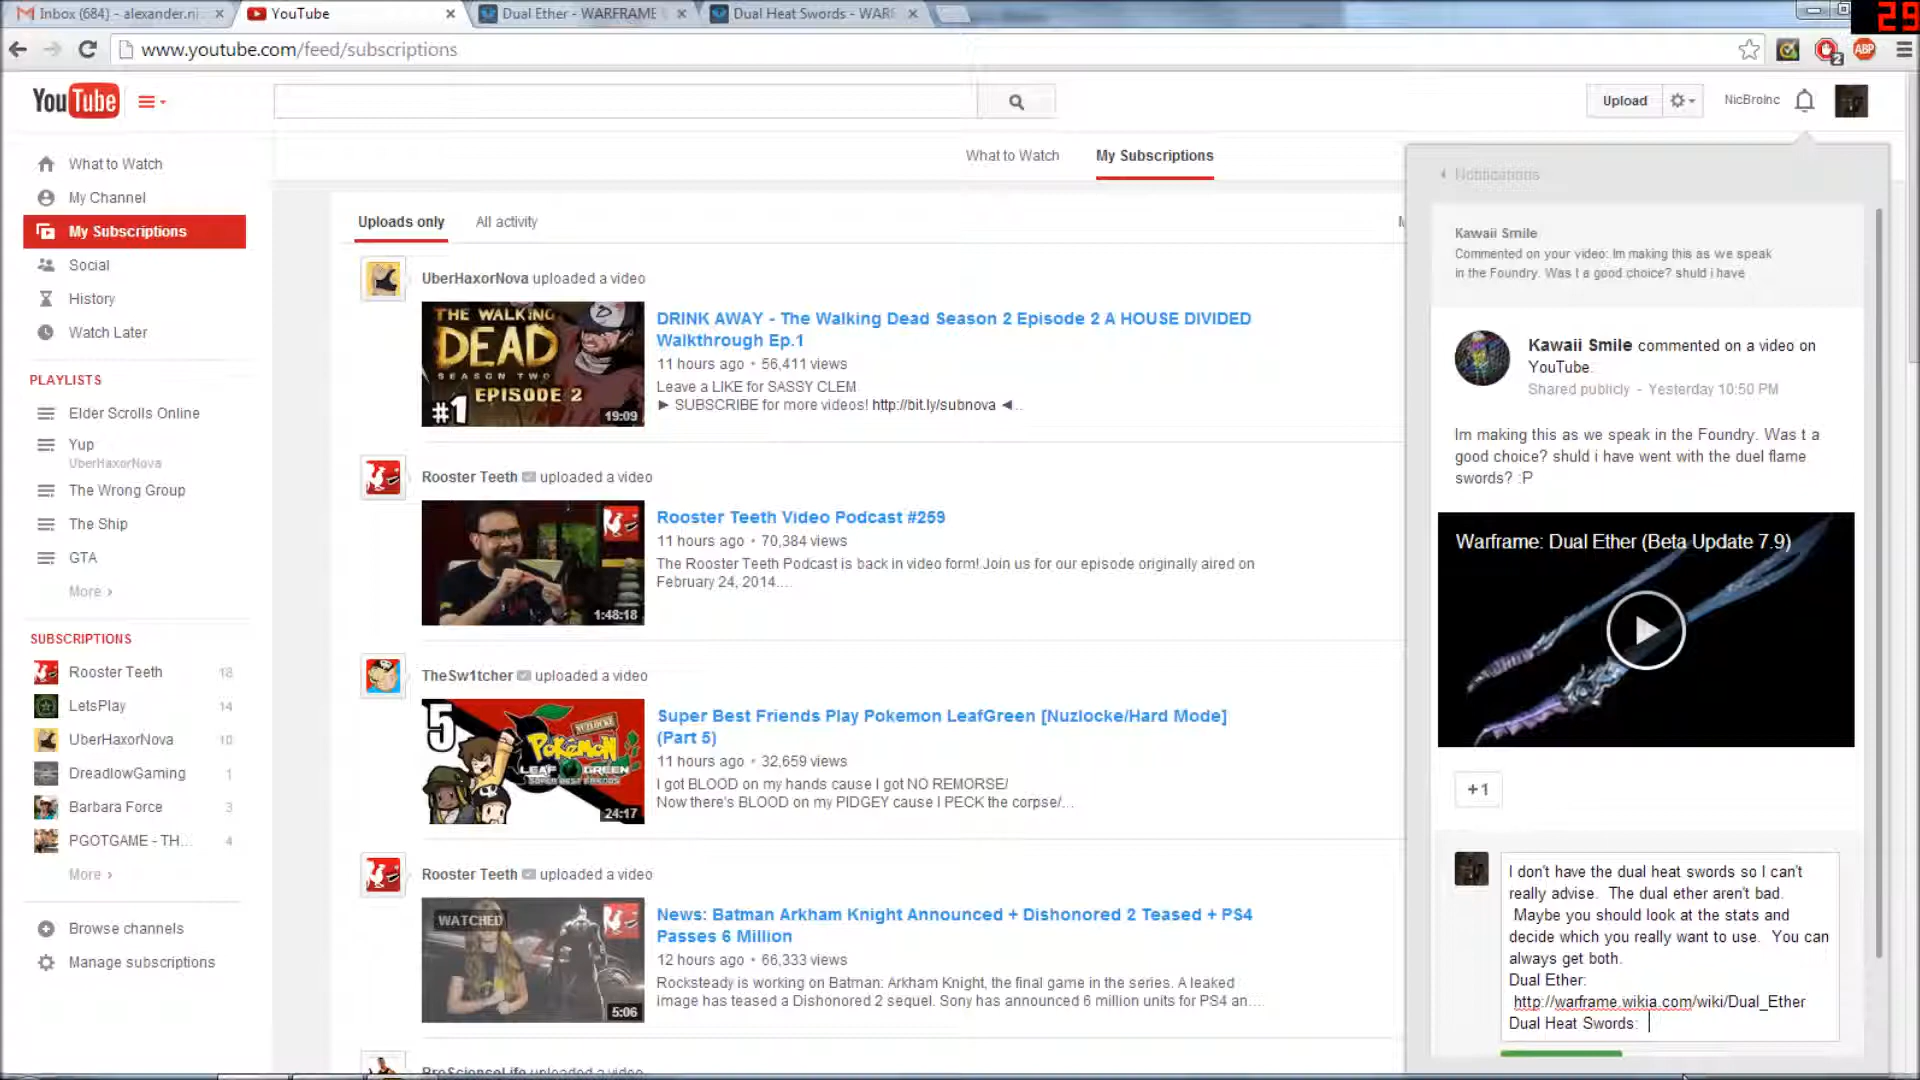 Inbox (684) - alexander.ni
YouTube
Dual Ether - WARFRAME
Dual Heat Swords - WARF
29
www.youtube.com/feed/subscriptions
2
ABP
YouTube
Upload
NicBroInc
What to Watch
My Subscriptions
What to Watch
My Channel
My Subscriptions
Social
History
Watch Later
PLAYLISTS
Elder Scrolls Online
Yup
UberHaxorNova
The Wrong Group
The Ship
GTA
More ›
SUBSCRIPTIONS
Rooster Teeth 18
LetsPlay 14
UberHaxorNova 10
DreadlowGaming 1
Barbara Force 3
PGOTGAME - TH... 4
More ›
Browse channels
Manage subscriptions
Uploads only
All activity
UberHaxorNova uploaded a video
THE WALKING
DEAD
SEASON TWO
EPISODE 2
#1
19:09
DRINK AWAY - The Walking Dead Season 2 Episode 2 A HOUSE DIVIDED
Walkthrough Ep.1
11 hours ago • 56,411 views
Leave a LIKE for SASSY CLEM
► SUBSCRIBE for more videos! http://bit.ly/subnova ◄...
Rooster Teeth uploaded a video
1:48:18
Rooster Teeth Video Podcast #259
11 hours ago • 70,384 views
The Rooster Teeth Podcast is back in video form! Join us for our episode originally aired on
February 24, 2014....
TheSw1tcher uploaded a video
5
NUZLOCKE
POKéMON
LEAF GREEN
SUPER BEST FRIENDS
24:17
Super Best Friends Play Pokemon LeafGreen [Nuzlocke/Hard Mode]
(Part 5)
11 hours ago • 32,659 views
I got BLOOD on my hands cause I got NO REMORSE/
Now there's BLOOD on my PIDGEY cause I PECK the corpse/...
Rooster Teeth uploaded a video
WATCHED
5:06
News: Batman Arkham Knight Announced + Dishonored 2 Teased + PS4
Passes 6 Million
12 hours ago • 66,333 views
Rocksteady is working on Batman: Arkham Knight, the final game in the series. A leaked
image has teased a Dishonored 2 sequel. Sony has announced 6 million units for PS4 an...
BroScienceLife uploaded a video
Notifications
Kawaii Smile
Commented on your video: Im making this as we speak
in the Foundry. Was t a good choice? shuld i have
Kawaii Smile commented on a video on
YouTube.
Shared publicly - Yesterday 10:50 PM
Im making this as we speak in the Foundry. Was t a
good choice? shuld i have went with the duel flame
swords? :P
Warframe: Dual Ether (Beta Update 7.9)
+1
I don't have the dual heat swords so I can't
really advise. The dual ether aren't bad.
Maybe you should look at the stats and
decide which you really want to use. You can
always get both.
Dual Ether:
http://warframe.wikia.com/wiki/Dual_Ether
Dual Heat Swords: